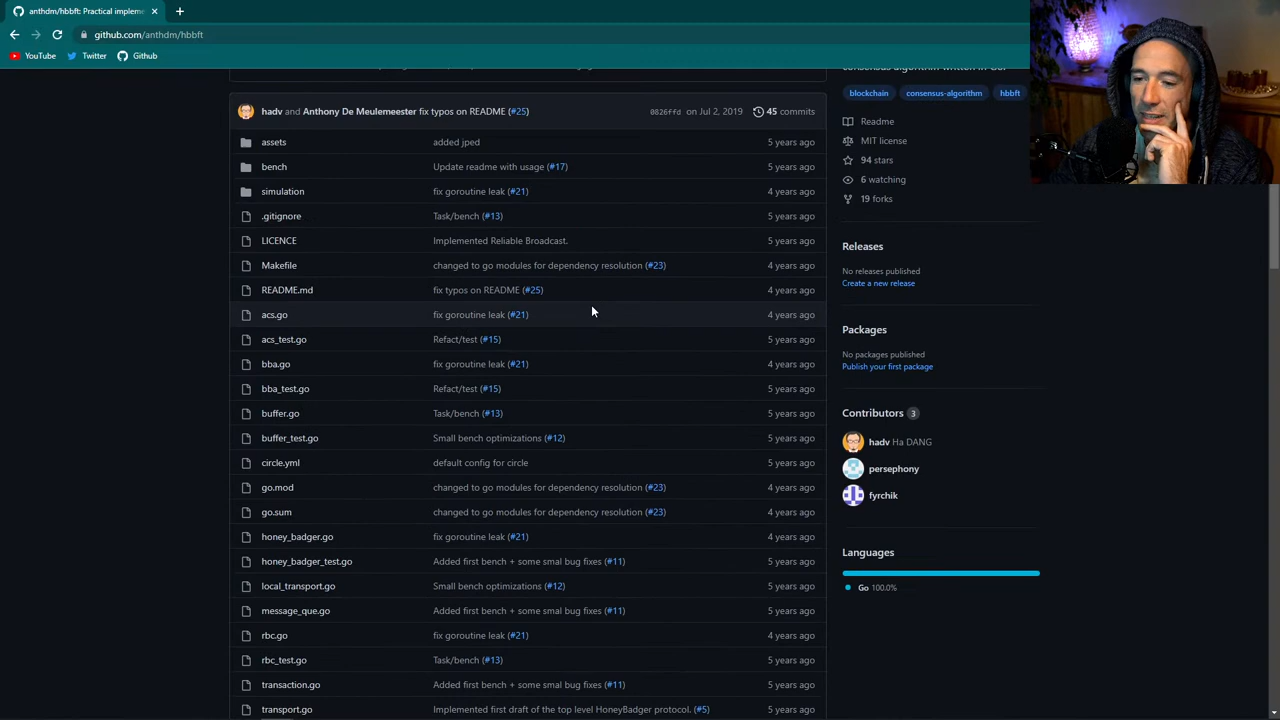 anthdm/hbbft: Practical impleme
github.com/anthdm/hbbft
YouTube Twitter Github
consensus algorithm written in Go.
hadv and Anthony De Meulemeester fix typos on README (#25) 0826ffd on Jul 2, 2019 45 commits
assets added jped 5 years ago
bench Update readme with usage (#17) 5 years ago
simulation fix goroutine leak (#21) 4 years ago
.gitignore Task/bench (#13) 5 years ago
LICENCE Implemented Reliable Broadcast. 5 years ago
Makefile changed to go modules for dependency resolution (#23) 4 years ago
README.md fix typos on README (#25) 4 years ago
acs.go fix goroutine leak (#21) 4 years ago
acs_test.go Refact/test (#15) 5 years ago
bba.go fix goroutine leak (#21) 4 years ago
bba_test.go Refact/test (#15) 5 years ago
buffer.go Task/bench (#13) 5 years ago
buffer_test.go Small bench optimizations (#12) 5 years ago
circle.yml default config for circle 5 years ago
go.mod changed to go modules for dependency resolution (#23) 4 years ago
go.sum changed to go modules for dependency resolution (#23) 4 years ago
honey_badger.go fix goroutine leak (#21) 4 years ago
honey_badger_test.go Added first bench + some smal bug fixes (#11) 5 years ago
local_transport.go Small bench optimizations (#12) 5 years ago
message_que.go Added first bench + some smal bug fixes (#11) 5 years ago
rbc.go fix goroutine leak (#21) 4 years ago
rbc_test.go Task/bench (#13) 5 years ago
transaction.go Added first bench + some smal bug fixes (#11) 5 years ago
transport.go Implemented first draft of the top level HoneyBadger protocol. (#5) 5 years ago
blockchain consensus-algorithm hbbft
Readme
MIT license
94 stars
6 watching
19 forks
Releases
No releases published
Create a new release
Packages
No packages published
Publish your first package
Contributors 3
hadv Ha DANG
persephony
fyrchik
Languages
Go 100.0%